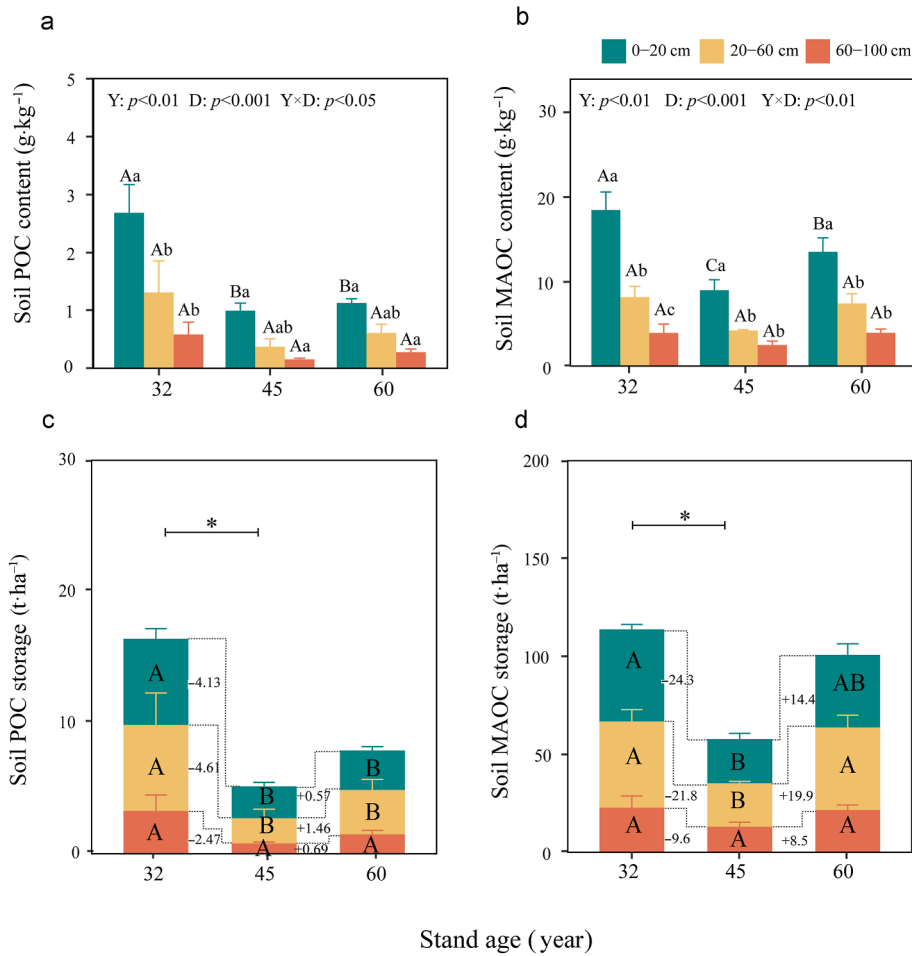 a
b
0−20 cm 20−60 cm 60−100 cm
Soil POC content (g·kg⁻¹)
5
4
3
2
1
0
Y: p<0.01 D: p<0.001 Y×D: p<0.05
Aa
Ab
Ab
Ba
Aab
Aa
Ba
Aab
Aa
32 45 60
Soil MAOC content (g·kg⁻¹)
30
20
10
0
Y: p<0.01 D: p<0.001 Y×D: p<0.01
Aa
Ab
Ac
Ca
Ab
Ab
Ba
Ab
Ab
32 45 60
c
d
Soil POC storage (t·ha⁻¹)
30
20
10
0
*
A
A
A
−4.13
−4.61
−2.47
B
B
A
+0.57
+1.46
+0.69
B
B
A
32 45 60
Soil MAOC storage (t·ha⁻¹)
200
150
100
50
0
*
A
A
A
−24.3
−21.8
−9.6
B
B
A
+14.4
+19.9
+8.5
AB
A
A
32 45 60
Stand age (year)